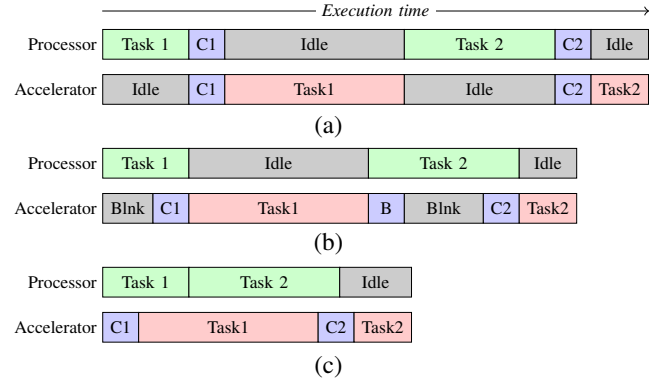 Execution time
Processor Task 1 C1 Idle Task 2 C2 Idle
Accelerator Idle C1 Task1 Idle C2 Task2
(a)
Processor Task 1 Idle Task 2 Idle
Accelerator Blnk C1 Task1 B Blnk C2 Task2
(b)
Processor Task 1 Task 2 Idle
Accelerator C1 Task1 C2 Task2
(c)